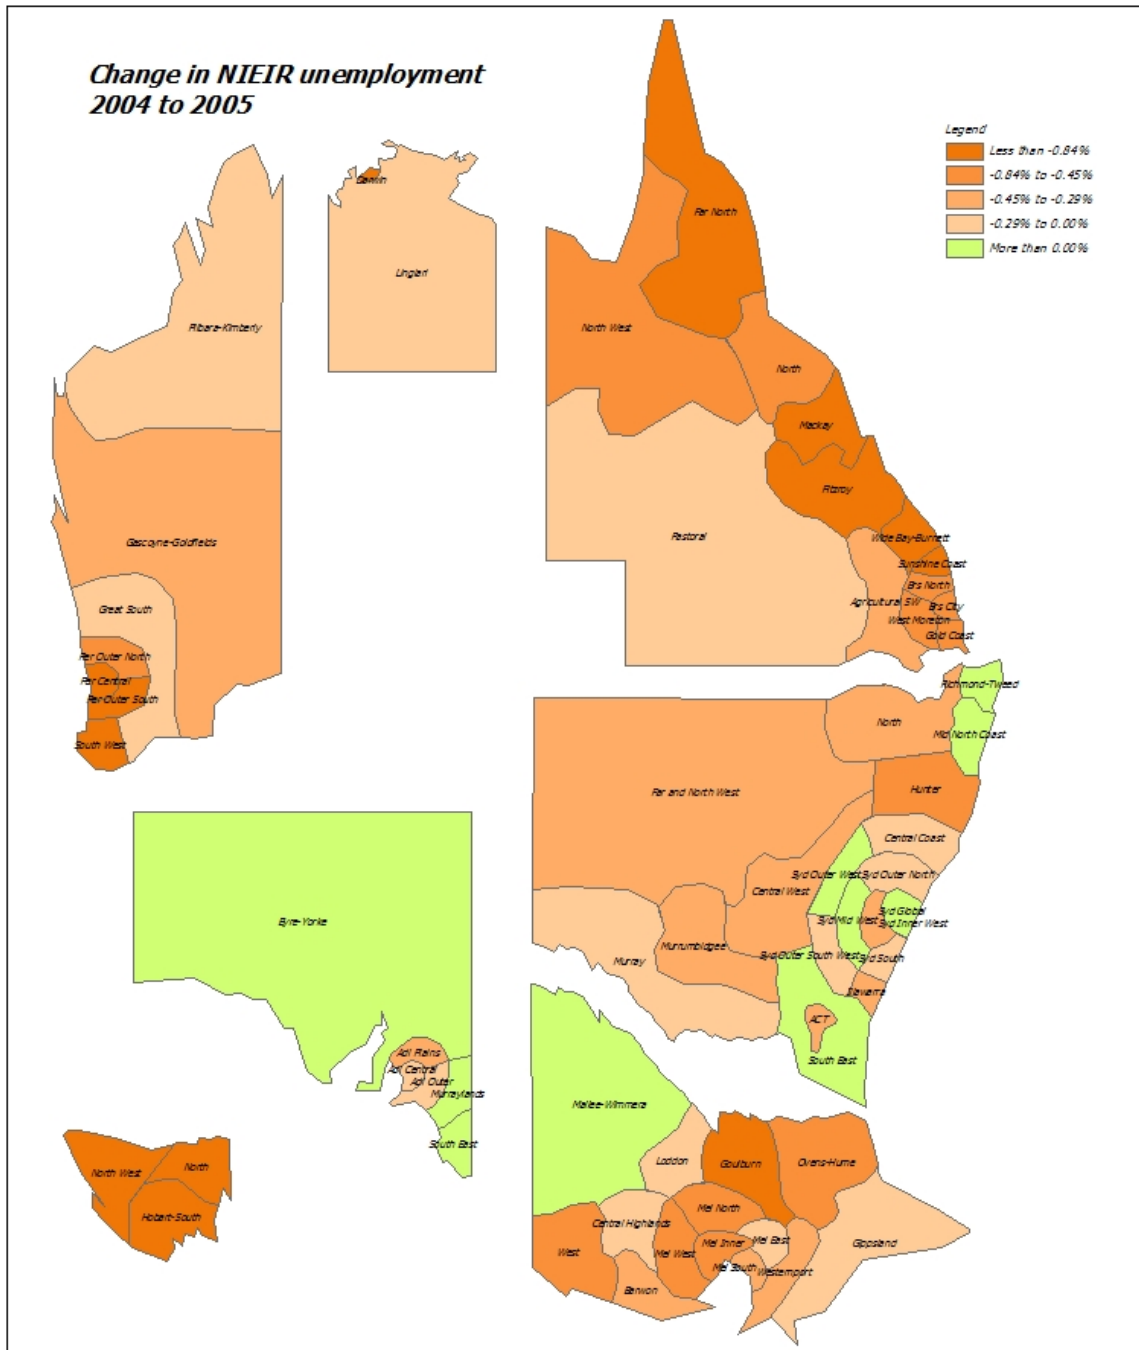 Change in NIEIR unemployment
2004 to 2005
Legend
Less than -0.84%
-0.84% to -0.45%
-0.45% to -0.29%
-0.29% to 0.00%
More than 0.00%
Darwin
Lingiari
Pilbara-Kimberly
Gascoyne-Goldfields
Great South
Per Outer North
Per Central
Per Outer South
South West
Far North
North West
North
Mackay
Fitzroy
Pastoral
Wide Bay-Burnett
Sunshine Coast
Brs North
Agricultural SW
Brs City
West Moreton
Gold Coast
Richmond-Tweed
North
Mid North Coast
Far and North West
Hunter
Central Coast
Syd Outer West
Syd Outer North
Central West
Syd Global
Syd Mid West
Syd Inner West
Murrumbidgee
Murray
Syd Outer South West
Syd South
Illawarra
ACT
South East
Eyre-Yorke
Adl Plains
Adl Central
Adl Outer
Murraylands
South East
North West
North
Hobart-South
Mallee-Wimmera
Loddon
Goulburn
Ovens-Hume
Mel North
Central Highlands
West
Mel West
Mel Inner
Mel East
Gippsland
Mel South
Westernport
Barwon